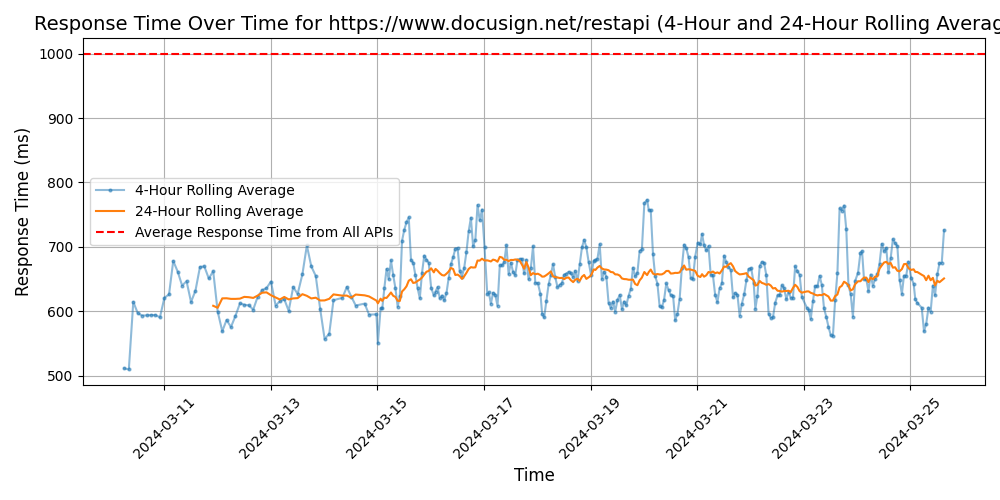 Response Time Over Time for https://www.docusign.net/restapi (4-Hour and 24-Hour Rolling Averag
Response Time (ms)
1000
900
800
700
600
500
4-Hour Rolling Average
24-Hour Rolling Average
Average Response Time from All APIs
2024-03-11
2024-03-13
2024-03-15
2024-03-17
2024-03-19
2024-03-21
2024-03-23
2024-03-25
Time